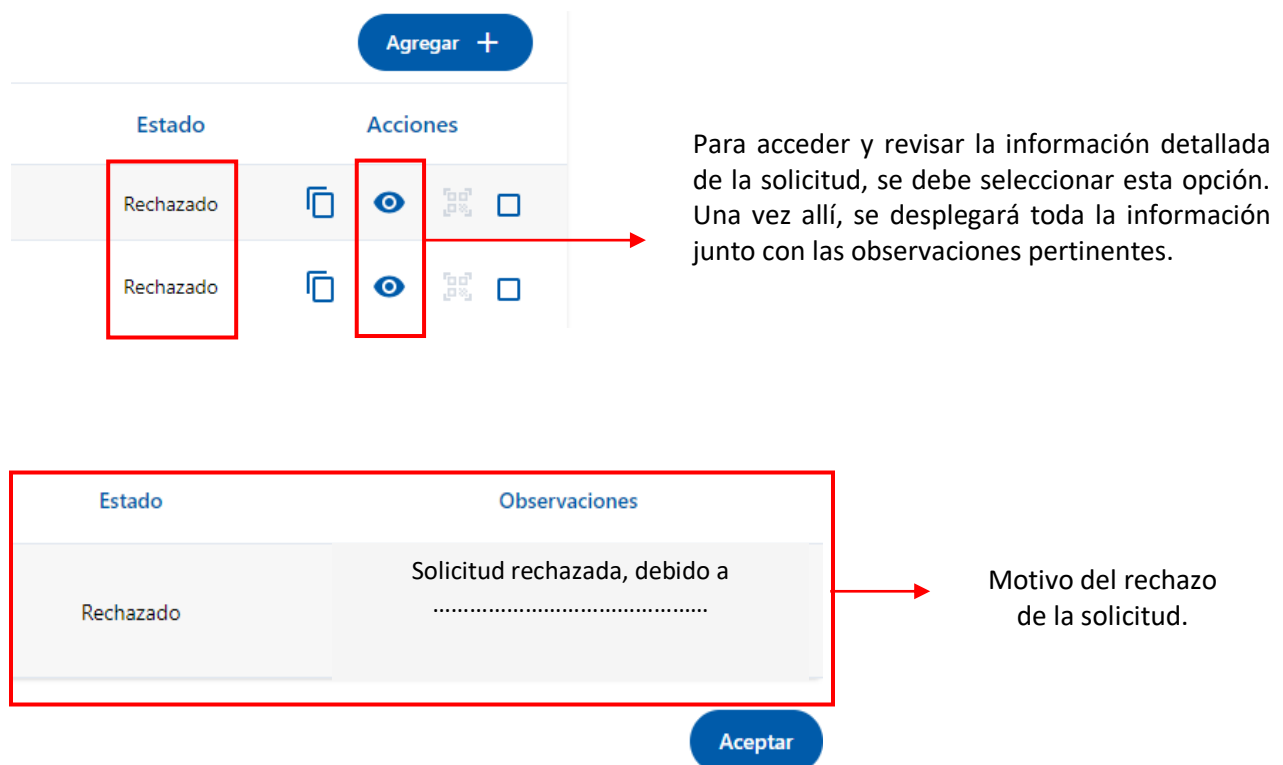 Agregar +
Estado Acciones
Rechazado
Rechazado
Para acceder y revisar la información detallada
de la solicitud, se debe seleccionar esta opción.
Una vez allí, se desplegará toda la información
junto con las observaciones pertinentes.
Estado Observaciones
Solicitud rechazada, debido a
………………………………………
Rechazado
Motivo del rechazo
de la solicitud.
Aceptar